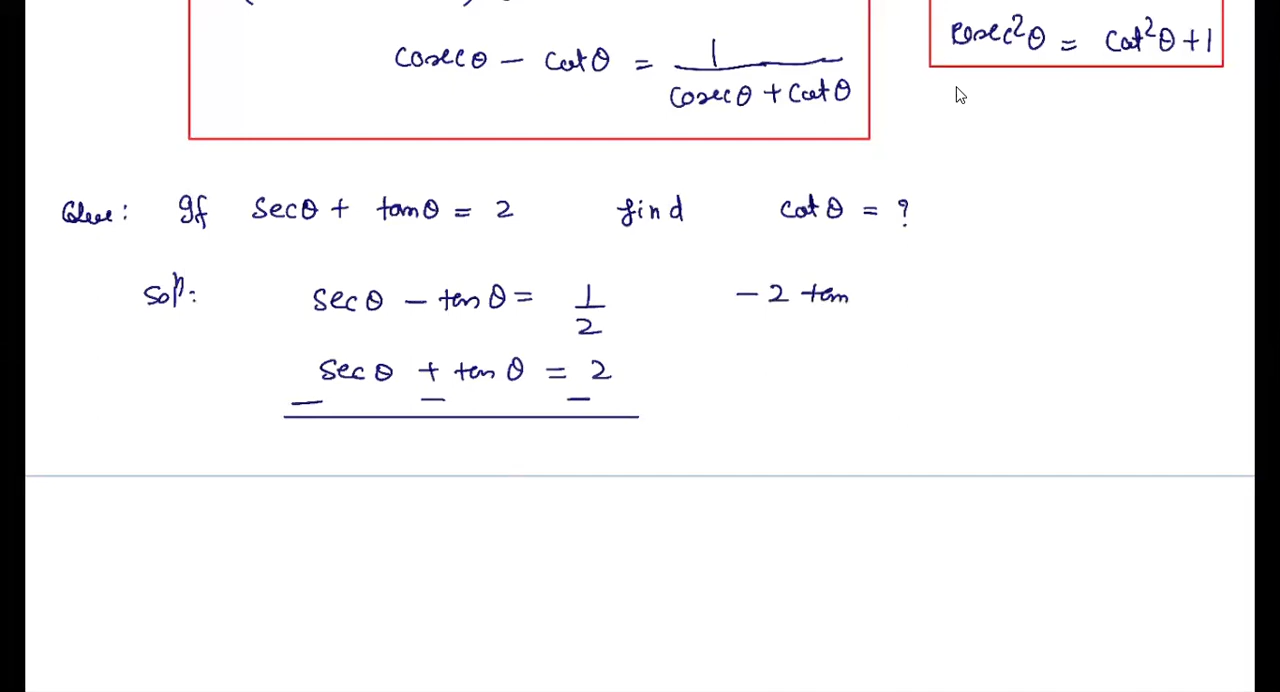 cosec²θ = cot²θ + 1
cosecθ - cotθ = 1/(cosecθ + cotθ)
Ques: If secθ + tanθ = 2 find cotθ = ?
Solⁿ: secθ - tanθ = 1/2 - 2 tan
secθ + tanθ = 2